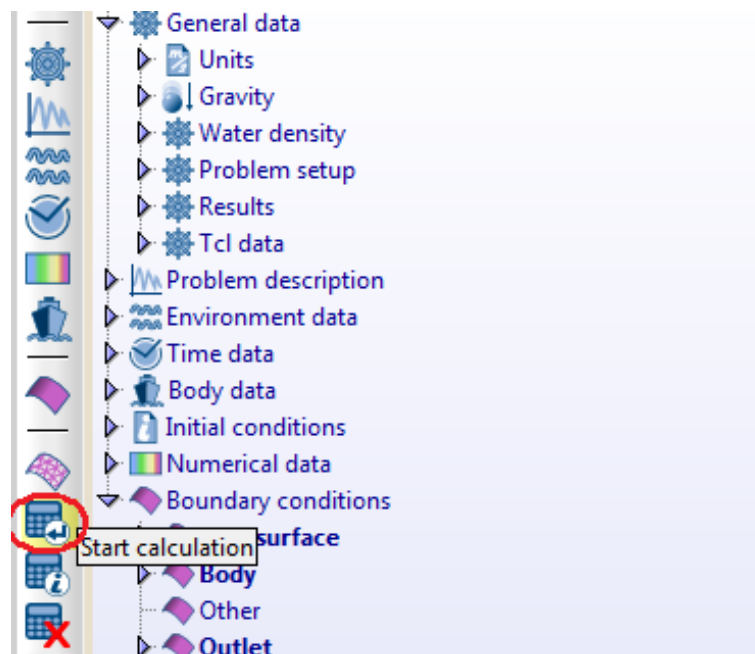 General data
Units
Gravity
Water density
Problem setup
Results
Tcl data
Problem description
Environment data
Time data
Body data
Initial conditions
Numerical data
Boundary conditions
surface
Start calculation
Body
Other
Outlet